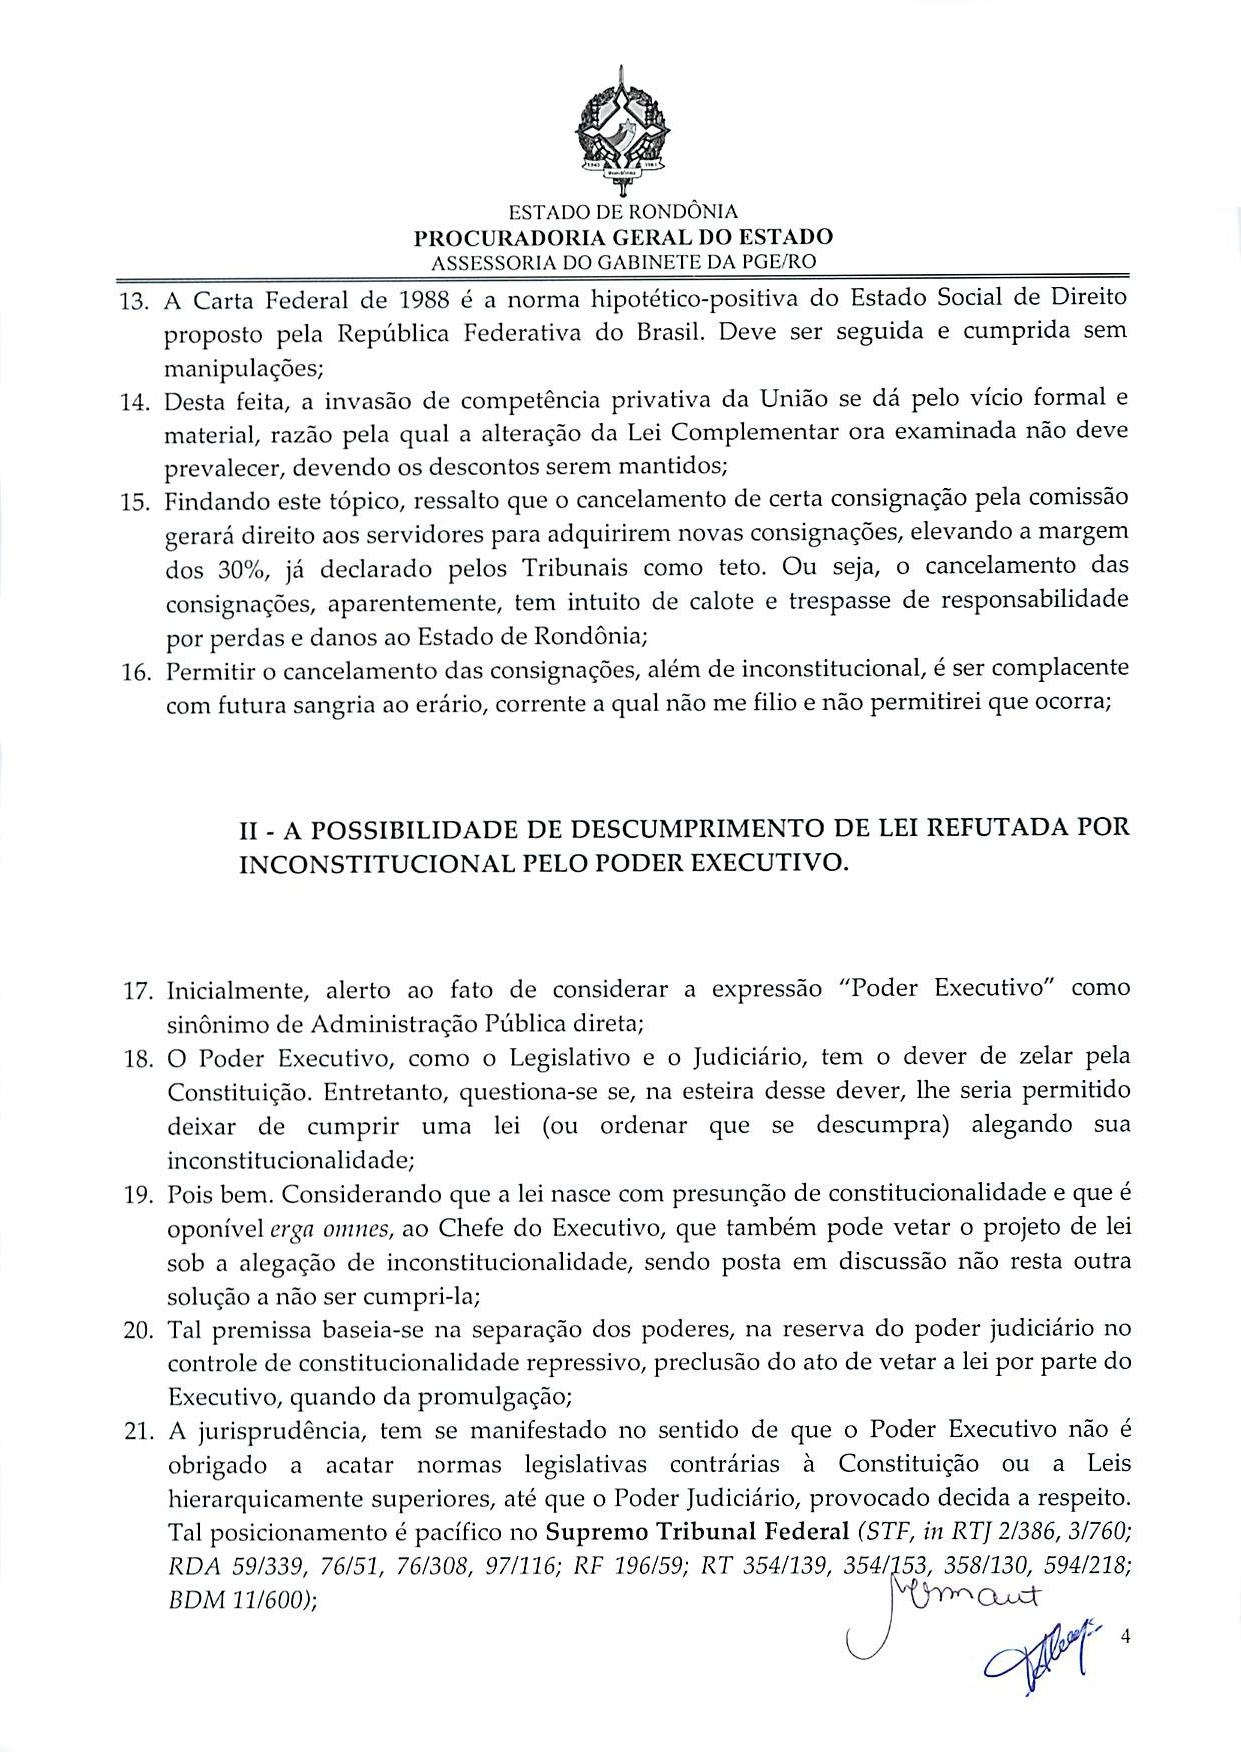 ESTADO DE RONDÔNIA
PROCURADORIA GERAL DO ESTADO
ASSESSORIA DO GABINETE DA PGE/RO
13. A Carta Federal de 1988 é a norma hipotético-positiva do Estado Social de Direito
proposto pela República Federativa do Brasil. Deve ser seguida e cumprida sem
manipulações;
14. Desta feita, a invasão de competência privativa da União se dá pelo vício formal e
material, razão pela qual a alteração da Lei Complementar ora examinada não deve
prevalecer, devendo os descontos serem mantidos;
15. Findando este tópico, ressalto que o cancelamento de certa consignação pela comissão
gerará direito aos servidores para adquirirem novas consignações, elevando a margem
dos 30%, já declarado pelos Tribunais como teto. Ou seja, o cancelamento das
consignações, aparentemente, tem intuito de calote e trespasse de responsabilidade
por perdas e danos ao Estado de Rondônia;
16. Permitir o cancelamento das consignações, além de inconstitucional, é ser complacente
com futura sangria ao erário, corrente a qual não me filio e não permitirei que ocorra;
II - A POSSIBILIDADE DE DESCUMPRIMENTO DE LEI REFUTADA POR
INCONSTITUCIONAL PELO PODER EXECUTIVO.
17. Inicialmente, alerto ao fato de considerar a expressão "Poder Executivo" como
sinônimo de Administração Pública direta;
18. O Poder Executivo, como o Legislativo e o Judiciário, tem o dever de zelar pela
Constituição. Entretanto, questiona-se se, na esteira desse dever, lhe seria permitido
deixar de cumprir uma lei (ou ordenar que se descumpra) alegando sua
inconstitucionalidade;
19. Pois bem. Considerando que a lei nasce com presunção de constitucionalidade e que é
oponível erga omnes, ao Chefe do Executivo, que também pode vetar o projeto de lei
sob a alegação de inconstitucionalidade, sendo posta em discussão não resta outra
solução a não ser cumpri-la;
20. Tal premissa baseia-se na separação dos poderes, na reserva do poder judiciário no
controle de constitucionalidade repressivo, preclusão do ato de vetar a lei por parte do
Executivo, quando da promulgação;
21. A jurisprudência, tem se manifestado no sentido de que o Poder Executivo não é
obrigado a acatar normas legislativas contrárias à Constituição ou a Leis
hierarquicamente superiores, até que o Poder Judiciário, provocado decida a respeito.
Tal posicionamento é pacífico no Supremo Tribunal Federal (STF, in RTJ 2/386, 3/760;
RDA 59/339, 76/51, 76/308, 97/116; RF 196/59; RT 354/139, 354/153, 358/130, 594/218;
BDM 11/600);
4